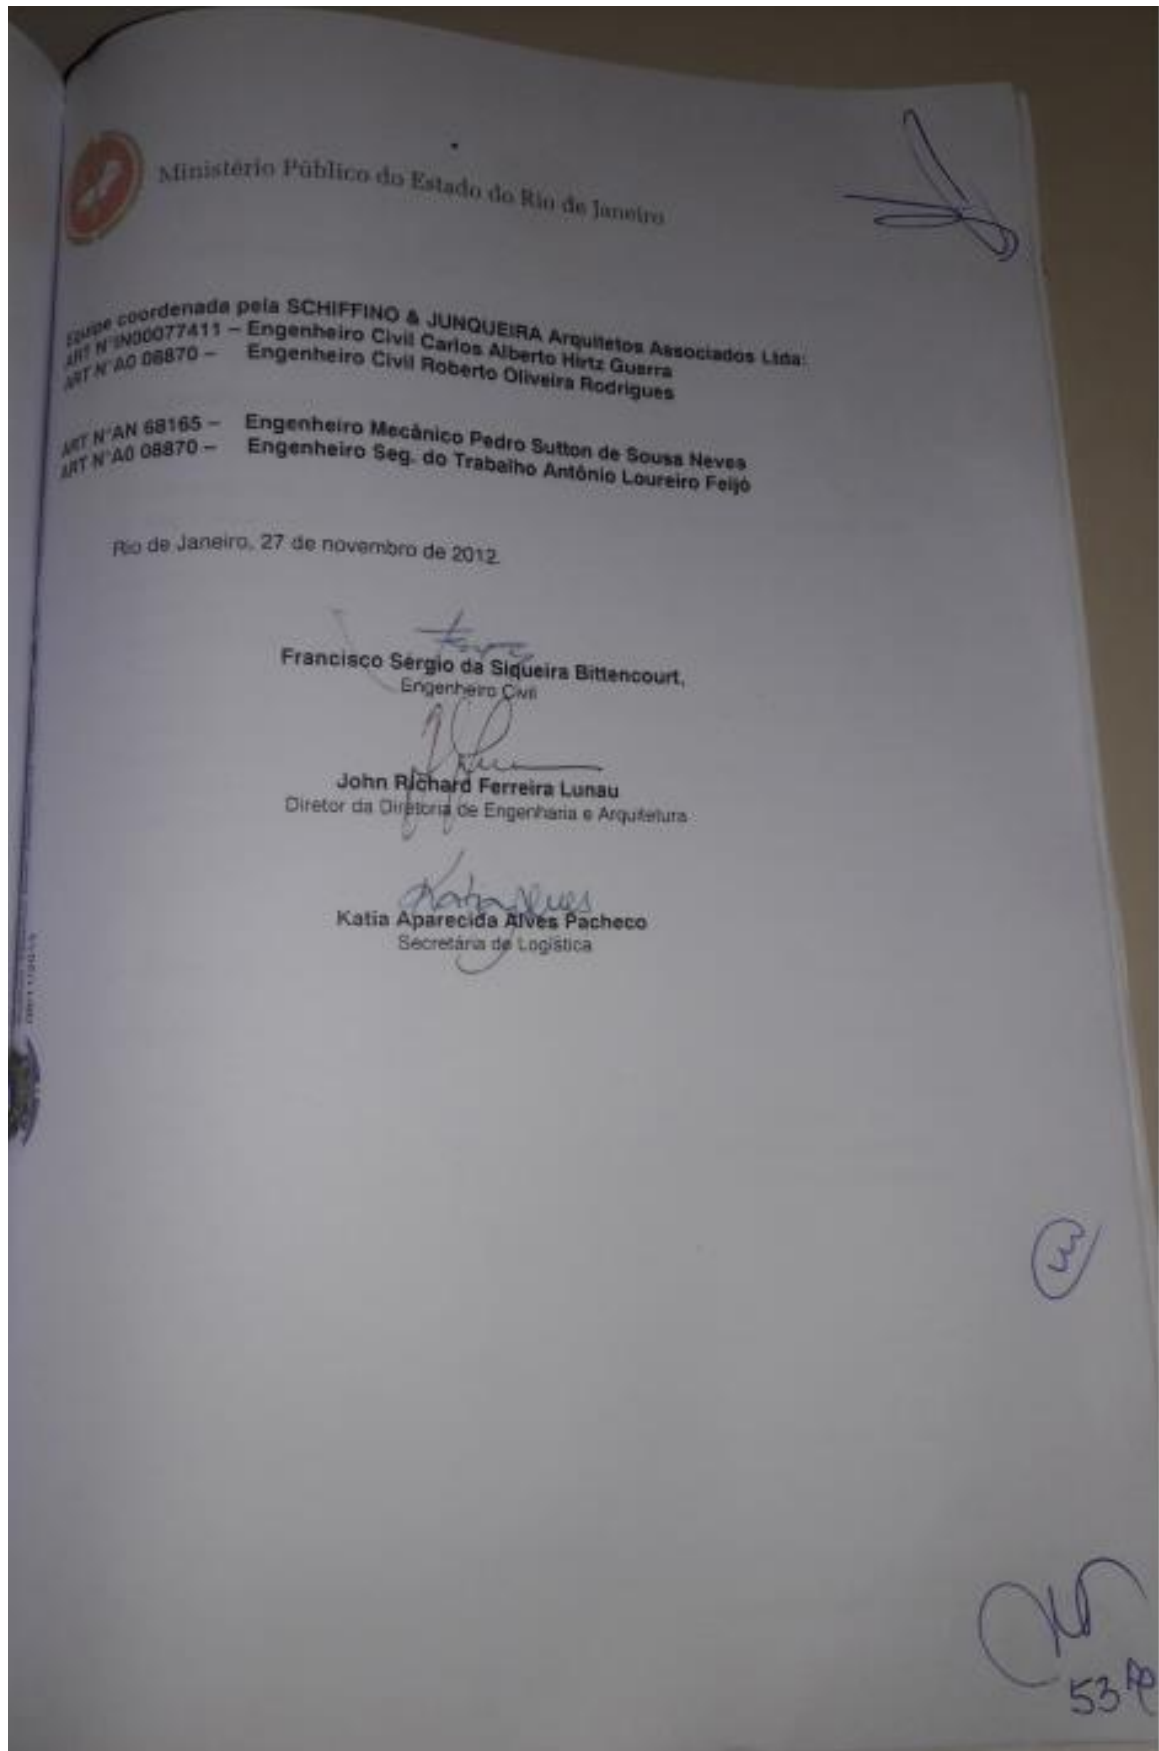 Ministério Público do Estado do Rio de Janeiro
Equipe coordenada pela SCHIFFINO & JUNQUEIRA Arquitetos Associados Ltda:
ART N°IN00077411 – Engenheiro Civil Carlos Alberto Hirtz Guerra
ART N°A0 08870 – Engenheiro Civil Roberto Oliveira Rodrigues
ART N°AN 68165 – Engenheiro Mecânico Pedro Sutton de Sousa Neves
ART N°A0 08870 – Engenheiro Seg. do Trabalho Antônio Loureiro Feijó
Rio de Janeiro, 27 de novembro de 2012.
Francisco Sérgio da Siqueira Bittencourt,
Engenheiro Civil
John Richard Ferreira Lunau
Diretor da Diretoria de Engenharia e Arquitetura
Katia Alves
Katia Aparecida Alves Pacheco
Secretária de Logística
3
53